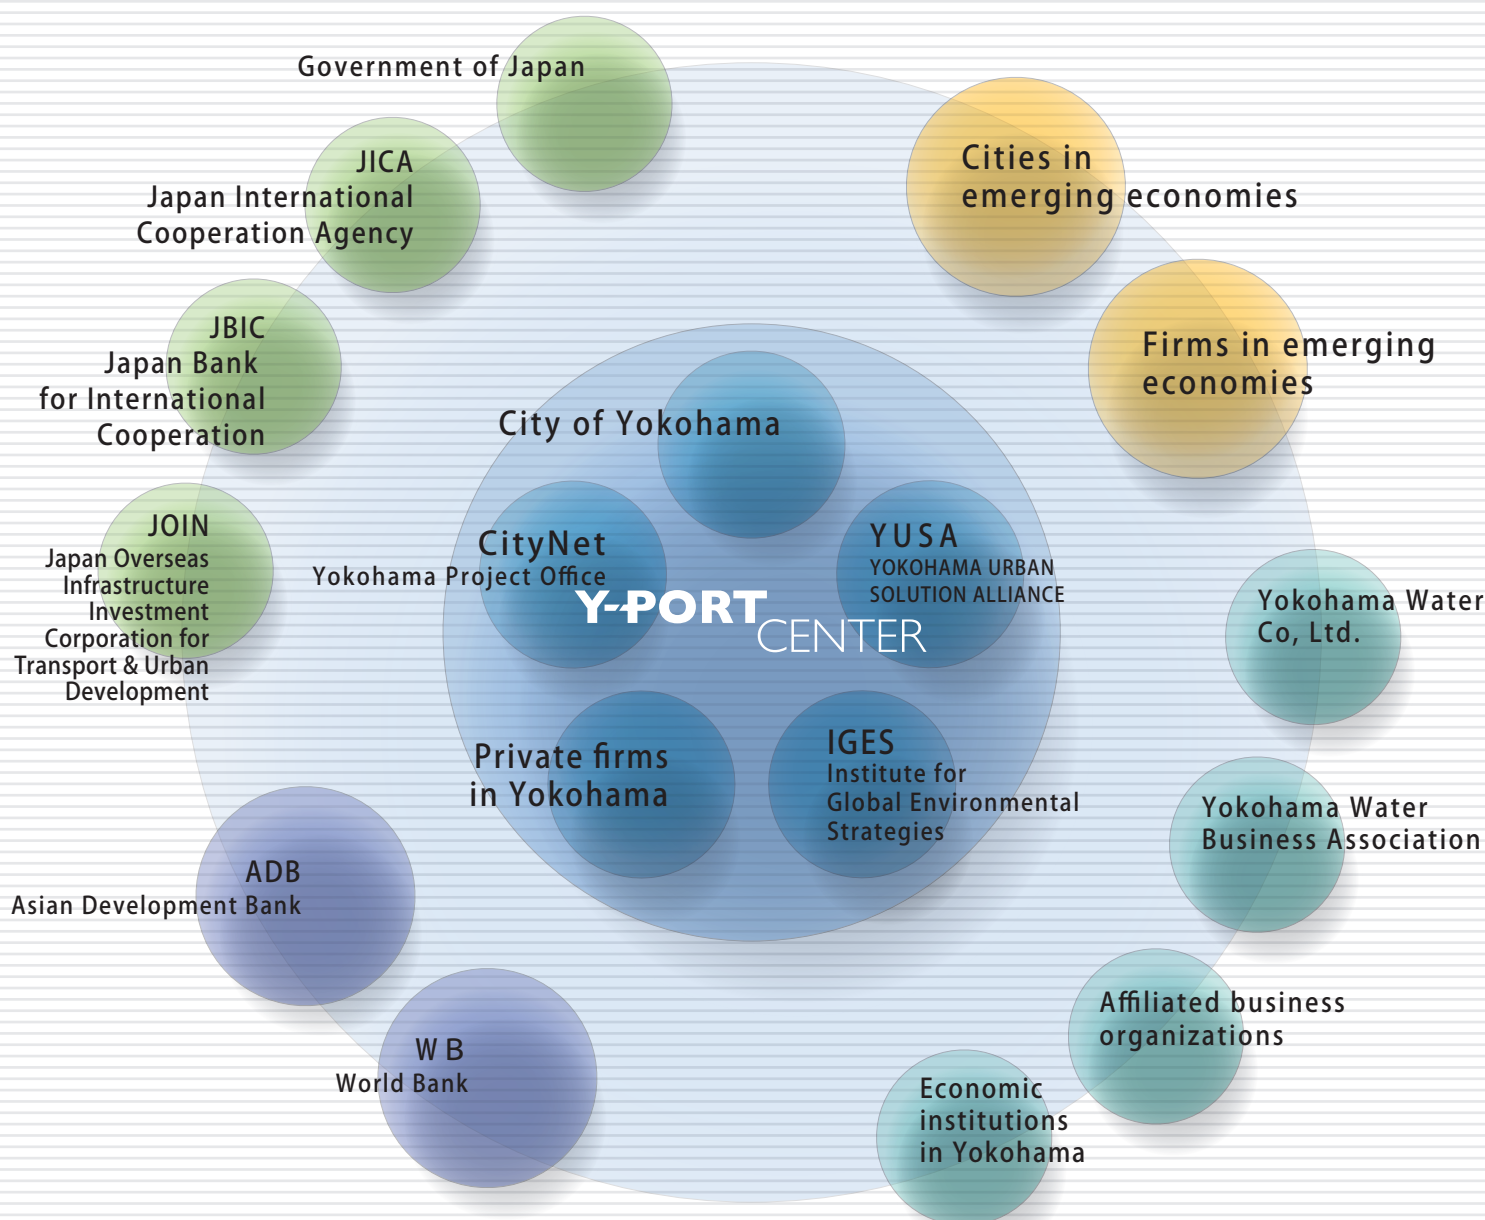 Government of Japan
JICA
Japan International
Cooperation Agency
JBIC
Japan Bank
for International
Cooperation
JOIN
Japan Overseas
Infrastructure
Investment
Corporation for
Transport & Urban
Development
ADB
Asian Development Bank
W B
World Bank
Cities in
emerging economies
Firms in emerging
economies
City of Yokohama
CityNet
Yokohama Project Office
YUSA
YOKOHAMA URBAN
SOLUTION ALLIANCE
Y-PORT
CENTER
Private firms
in Yokohama
IGES
Institute for
Global Environmental
Strategies
Yokohama Water
Co, Ltd.
Yokohama Water
Business Association
Affiliated business
organizations
Economic
institutions
in Yokohama